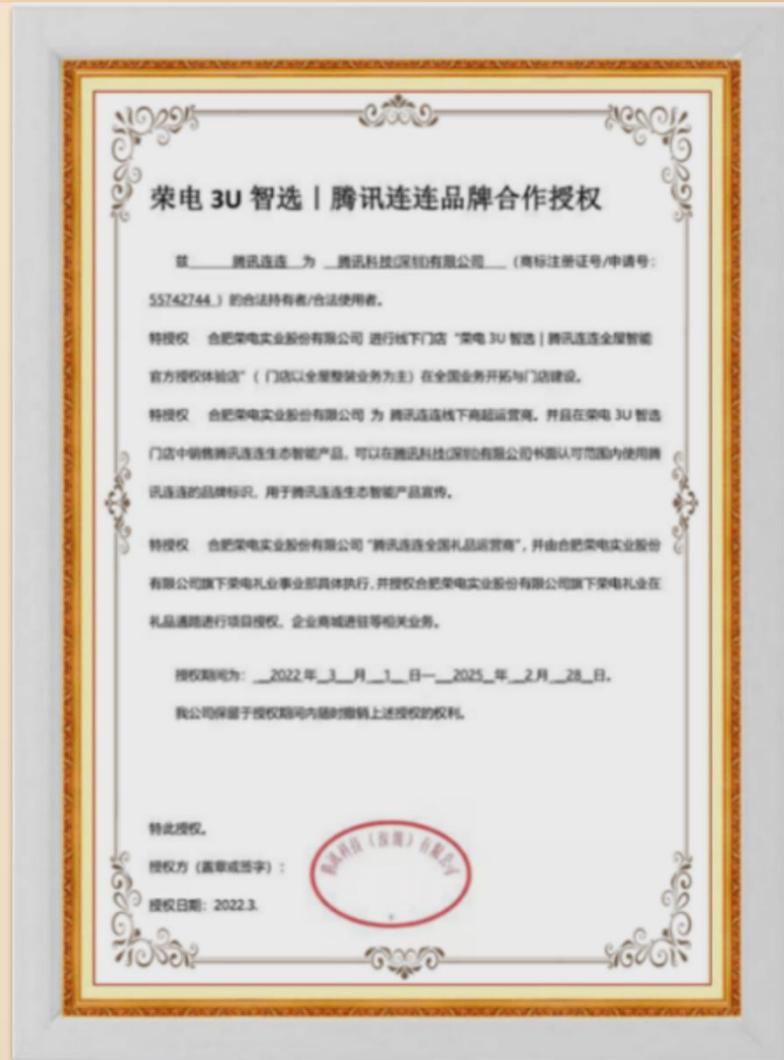 荣电 3U 智选丨腾讯连连品牌合作授权
兹 腾讯连连 为 腾讯科技(深圳)有限公司 (商标注册证号/申请号:
55742744 ) 的合法持有者/合法使用者。
特授权 合肥荣电实业股份有限公司 进行线下门店 “荣电 3U 智选 | 腾讯连连全屋智能
官方授权体验店” ( 门店以全屋整装业务为主) 在全国业务开拓与门店建设。
特授权 合肥荣电实业股份有限公司 为 腾讯连连线下商超运营商。并且在荣电 3U 智选
门店中销售腾讯连连生态智能产品, 可以在腾讯科技(深圳)有限公司书面认可范围内使用腾
讯连连的品牌标识, 用于腾讯连连生态智能产品宣传。
特授权 合肥荣电实业股份有限公司 “腾讯连连全国礼品运营商”, 并由合肥荣电实业股份
有限公司旗下荣电礼业事业部具体执行, 并授权合肥荣电实业股份有限公司旗下荣电礼业在
礼品通路进行项目授权、企业商城进驻等相关业务。
授权期间为: 2022 年 3 月 1 日— 2025 年 2 月 28 日。
我公司保留于授权期间内随时撤销上述授权的权利。
特此授权。
授权方 (盖章或签字) :
腾讯科技(深圳)有限公司
授权日期: 2022.3.